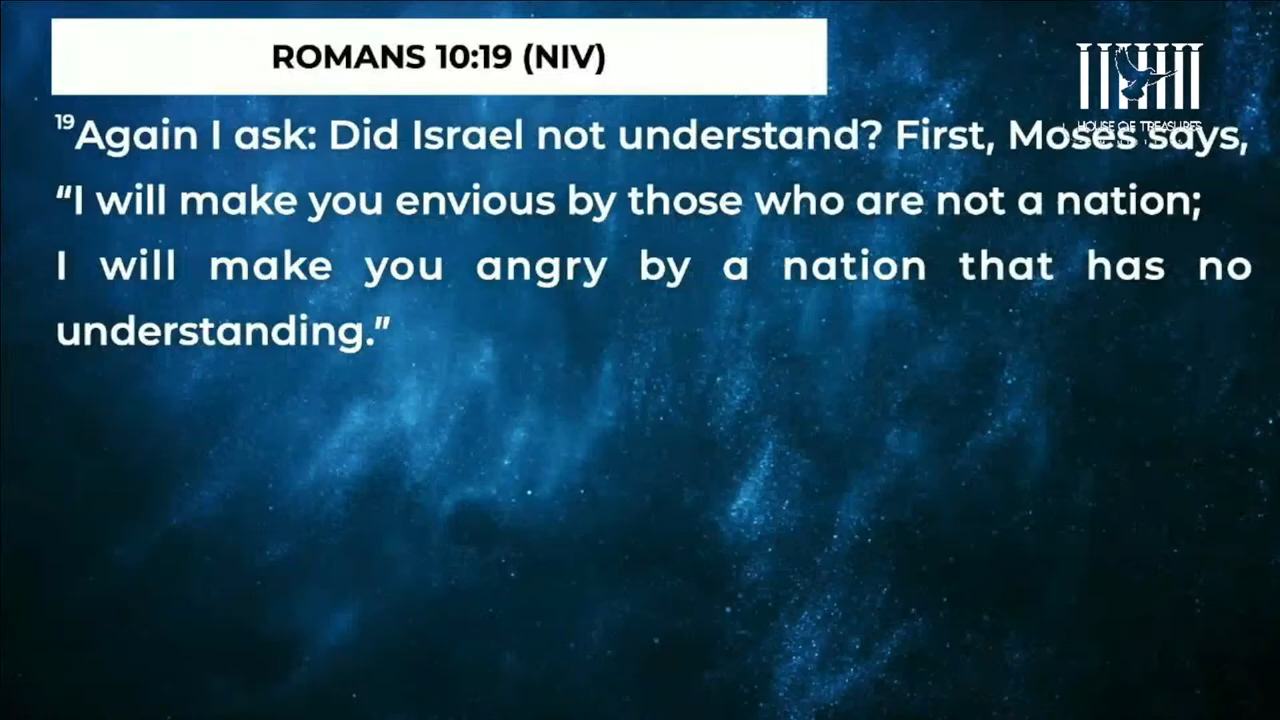 ROMANS 10:19 (NIV)
HOUSE OF TREASURES
19Again I ask: Did Israel not understand? First, Moses says,
“I will make you envious by those who are not a nation;
I will make you angry by a nation that has no
understanding.”